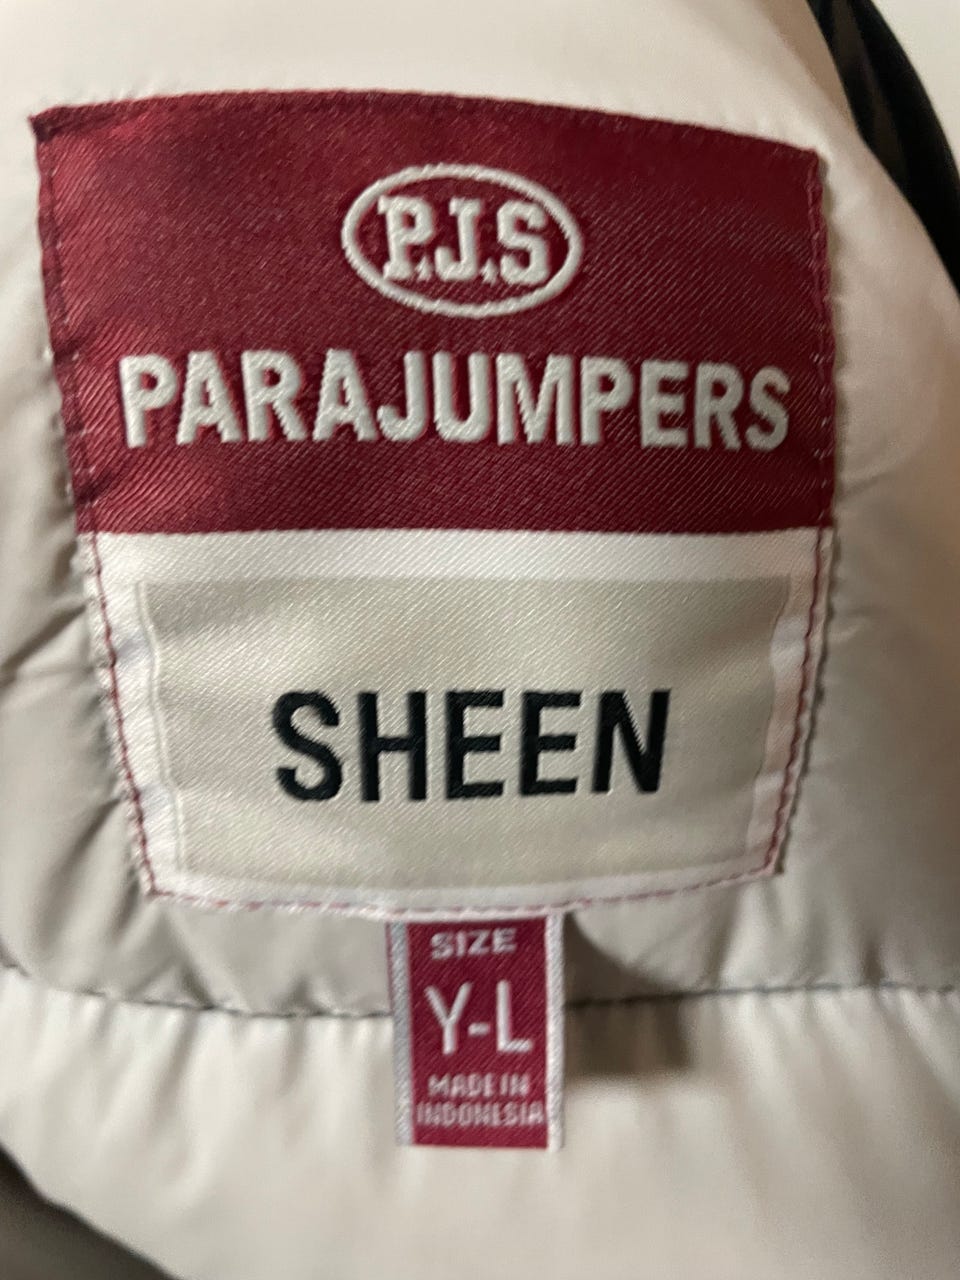 P.J.S
PARAJUMPERS
SHEEN
SIZE
Y-L
MADE IN
INDONESIA